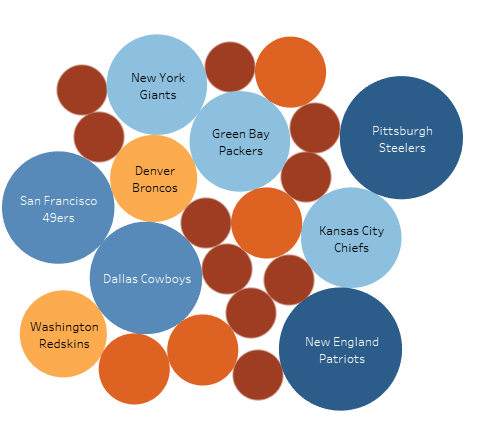 New York
Giants
Green Bay
Packers
Pittsburgh
Steelers
Denver
Broncos
San Francisco
49ers
Kansas City
Chiefs
Dallas Cowboys
Washington
Redskins
New England
Patriots